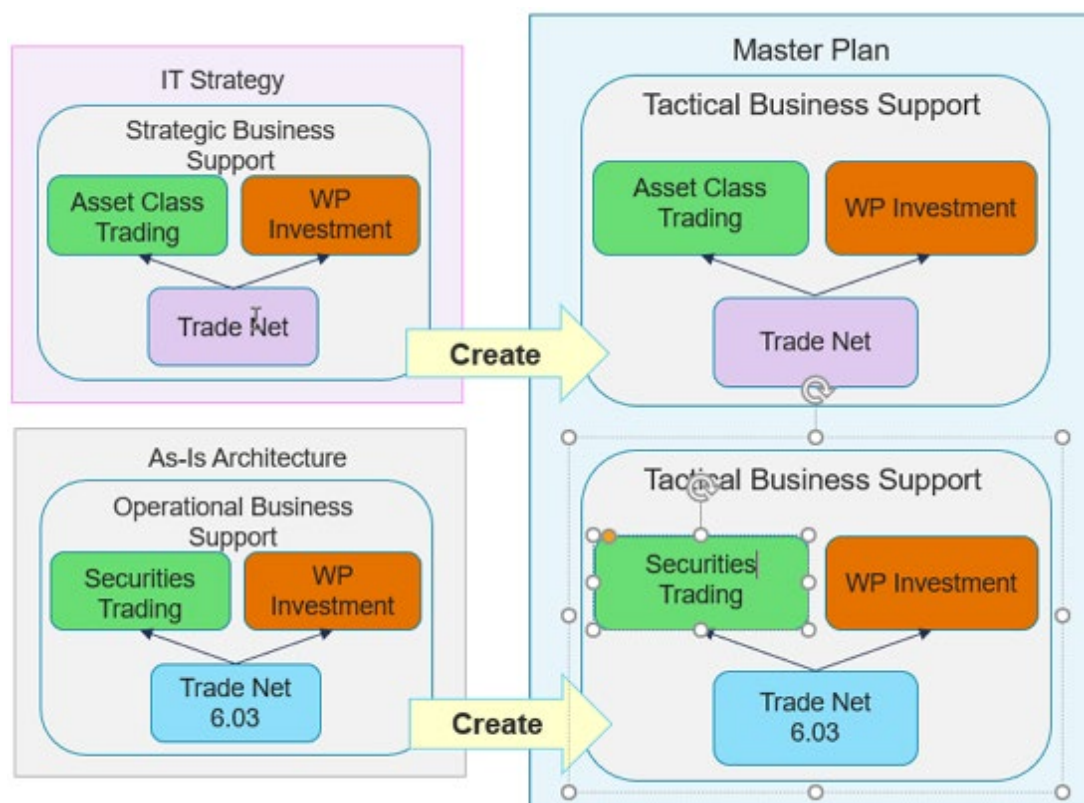 IT Strategy
Strategic Business
Support
Asset Class
Trading
WP
Investment
Trade Net
Create
Master Plan
Tactical Business Support
Asset Class
Trading
WP Investment
Trade Net
As-Is Architecture
Operational Business
Support
Securities
Trading
WP
Investment
Trade Net
6.03
Create
Tactical Business Support
Securities
Trading
WP Investment
Trade Net
6.03